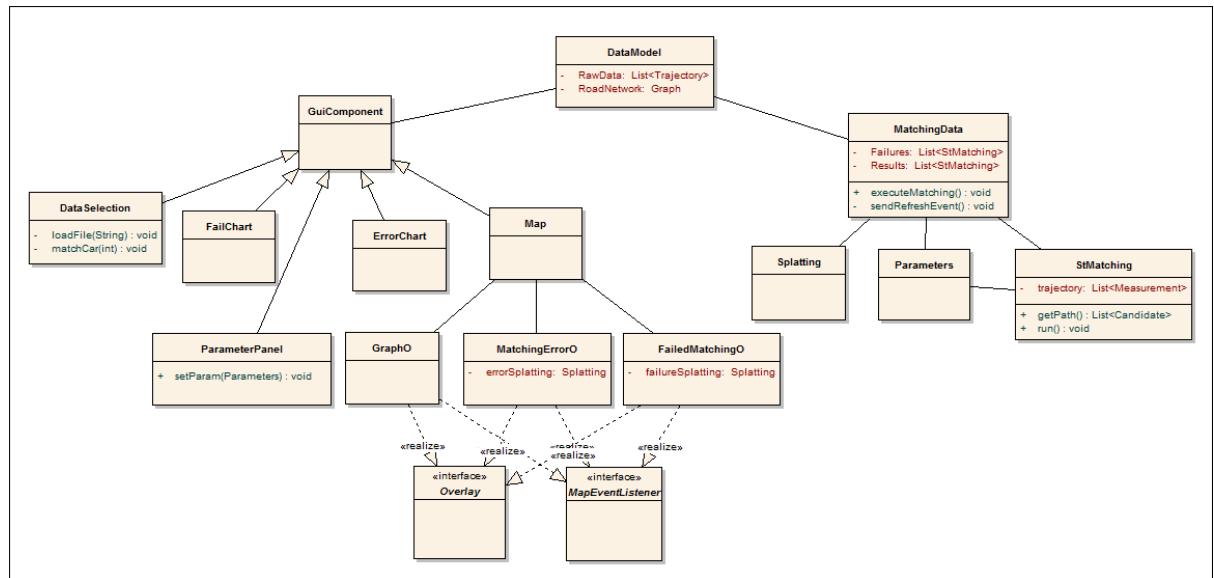 DataModel
- RawData: List<Trajectory>
- RoadNetwork: Graph
GuiComponent
MatchingData
- Failures: List<StMatching>
- Results: List<StMatching>
+ executeMatching() : void
- sendRefreshEvent() : void
DataSelection
- loadFile(String) : void
- matchCar(int) : void
FailChart
ErrorChart
Map
Splatting
Parameters
StMatching
- trajectory: List<Measurement>
+ getPath() : List<Candidate>
+ run() : void
ParameterPanel
+ setParam(Parameters) : void
GraphO
MatchingErrorO
- errorSplatting: Splatting
FailedMatchingO
- failureSplatting: Splatting
«realize»
«realize»
«realize»
«realize»
«realize»
«interface»
Overlay
«interface»
MapEventListener